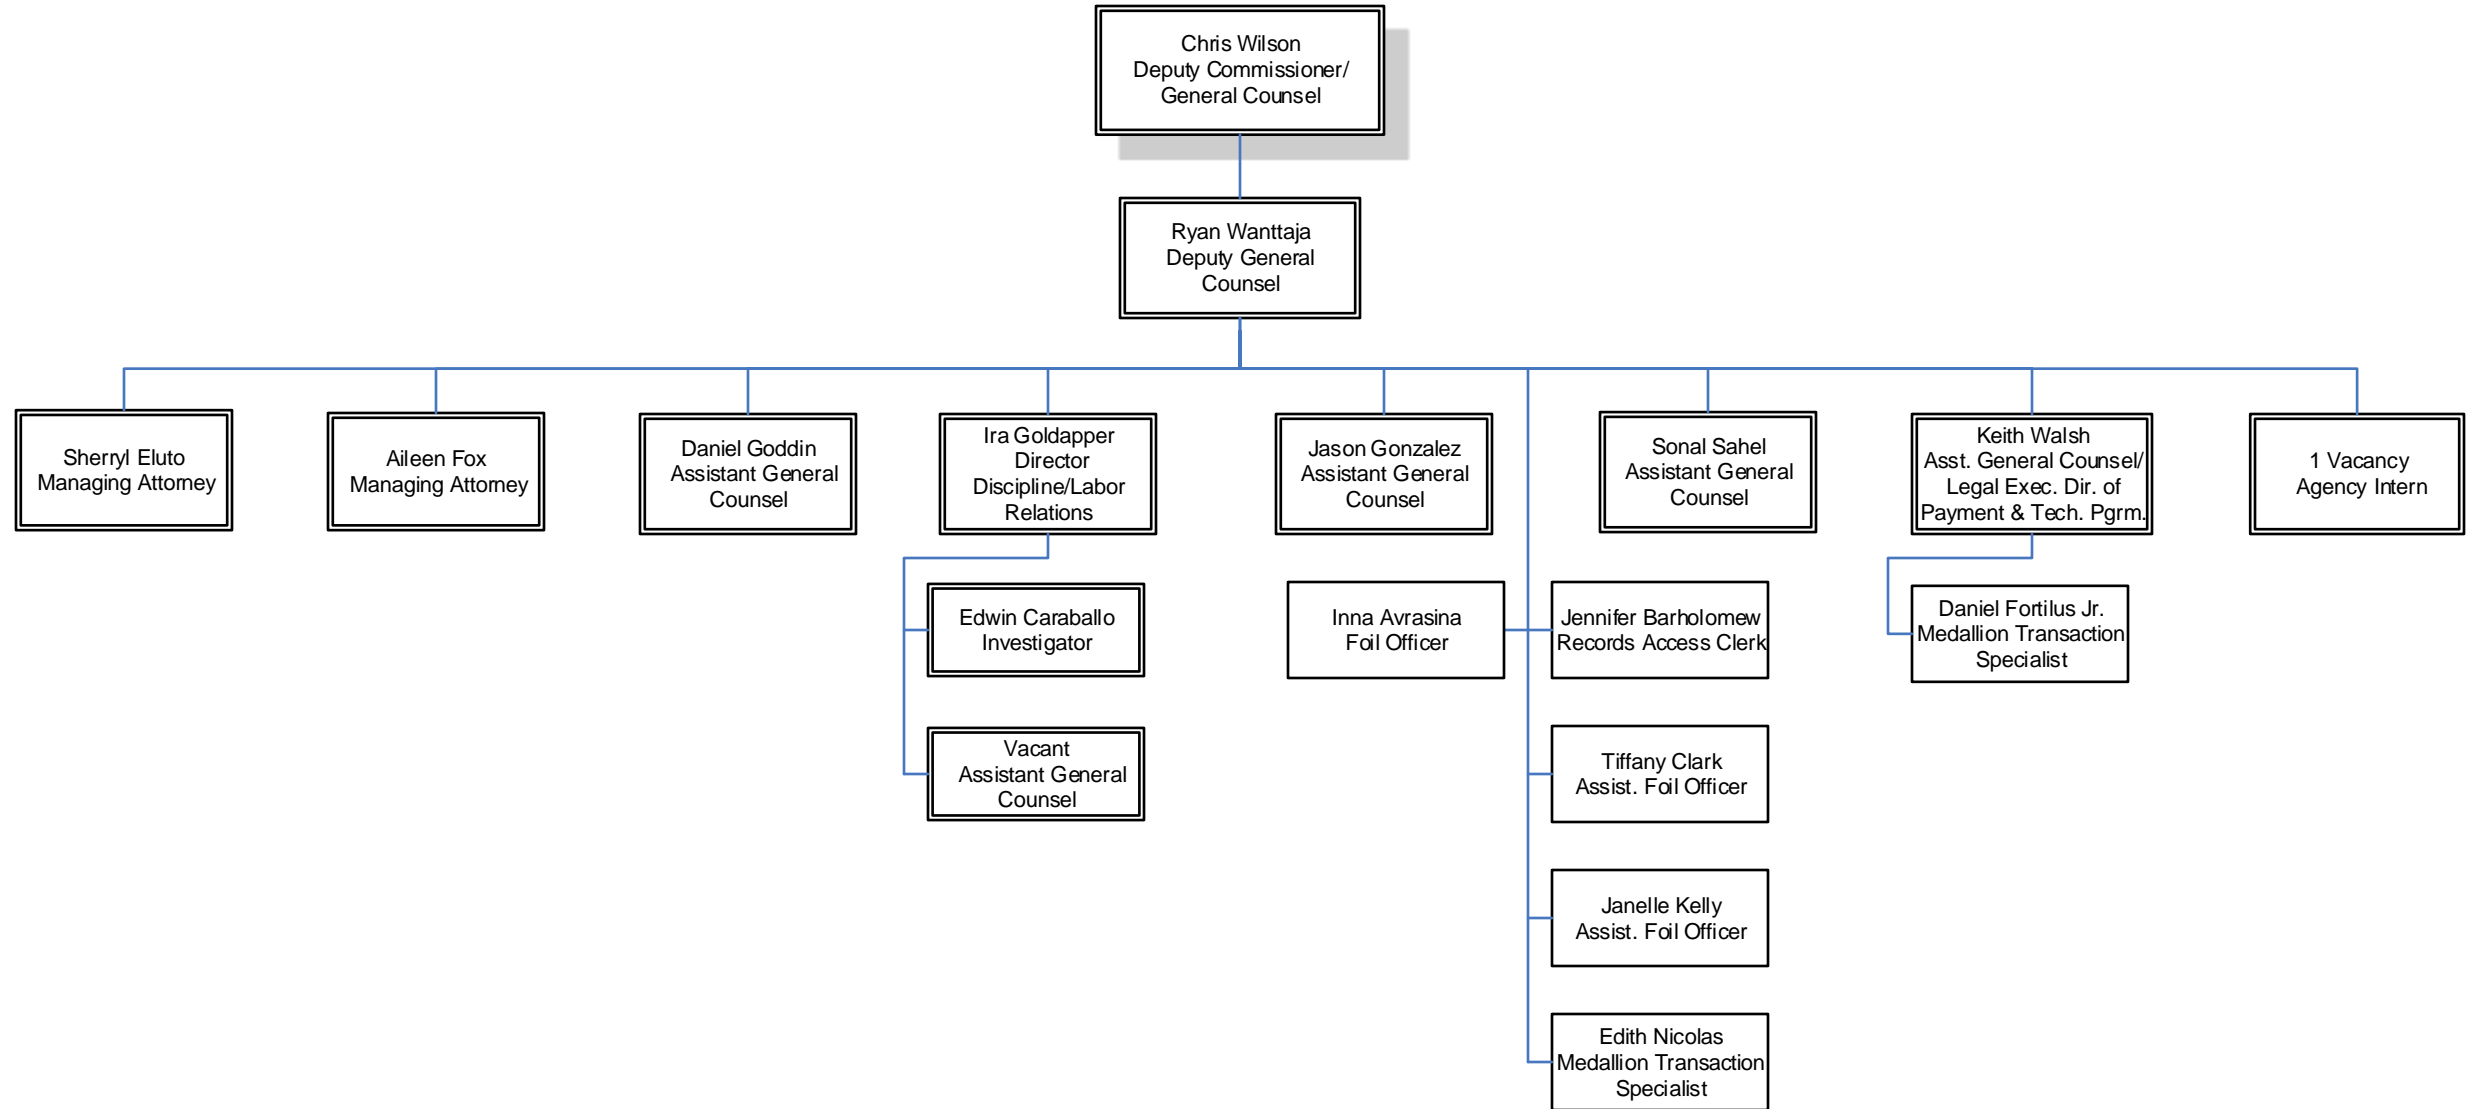 Chris Wilson
Deputy Commissioner/
General Counsel
Ryan Wanttaja
Deputy General
Counsel
Sherryl Eluto
Managing Attorney
Aileen Fox
Managing Attorney
Daniel Goddin
Assistant General
Counsel
Ira Goldapper
Director
Discipline/Labor
Relations
Jason Gonzalez
Assistant General
Counsel
Sonal Sahel
Assistant General
Counsel
Keith Walsh
Asst. General Counsel/
Legal Exec. Dir. of
Payment & Tech. Pgrm.
1 Vacancy
Agency Intern
Edwin Caraballo
Investigator
Inna Avrasina
Foil Officer
Jennifer Barholomew
Records Access Clerk
Daniel Fortilus Jr.
Medallion Transaction
Specialist
Vacant
Assistant General
Counsel
Tiffany Clark
Assist. Foil Officer
Janelle Kelly
Assist. Foil Officer
Edith Nicolas
Medallion Transaction
Specialist